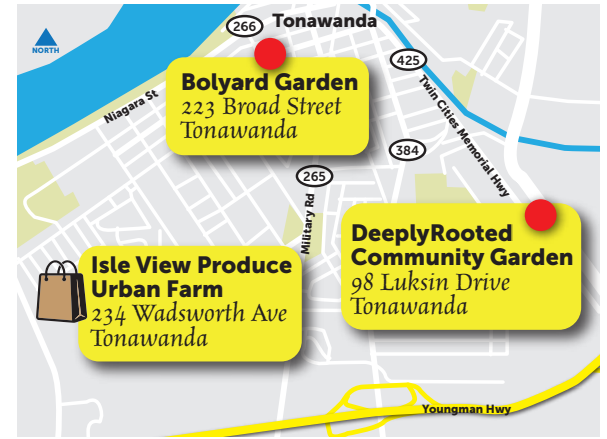 Tonawanda
266
NORTH
425
Bolyard Garden
223 Broad Street
Tonawanda
Niagara St
Twin Cities Memorial Hwy
384
265
Military Rd
DeeplyRooted
Community Garden
98 Luksin Drive
Tonawanda
Isle View Produce
Urban Farm
234 Wadsworth Ave
Tonawanda
Youngman Hwy